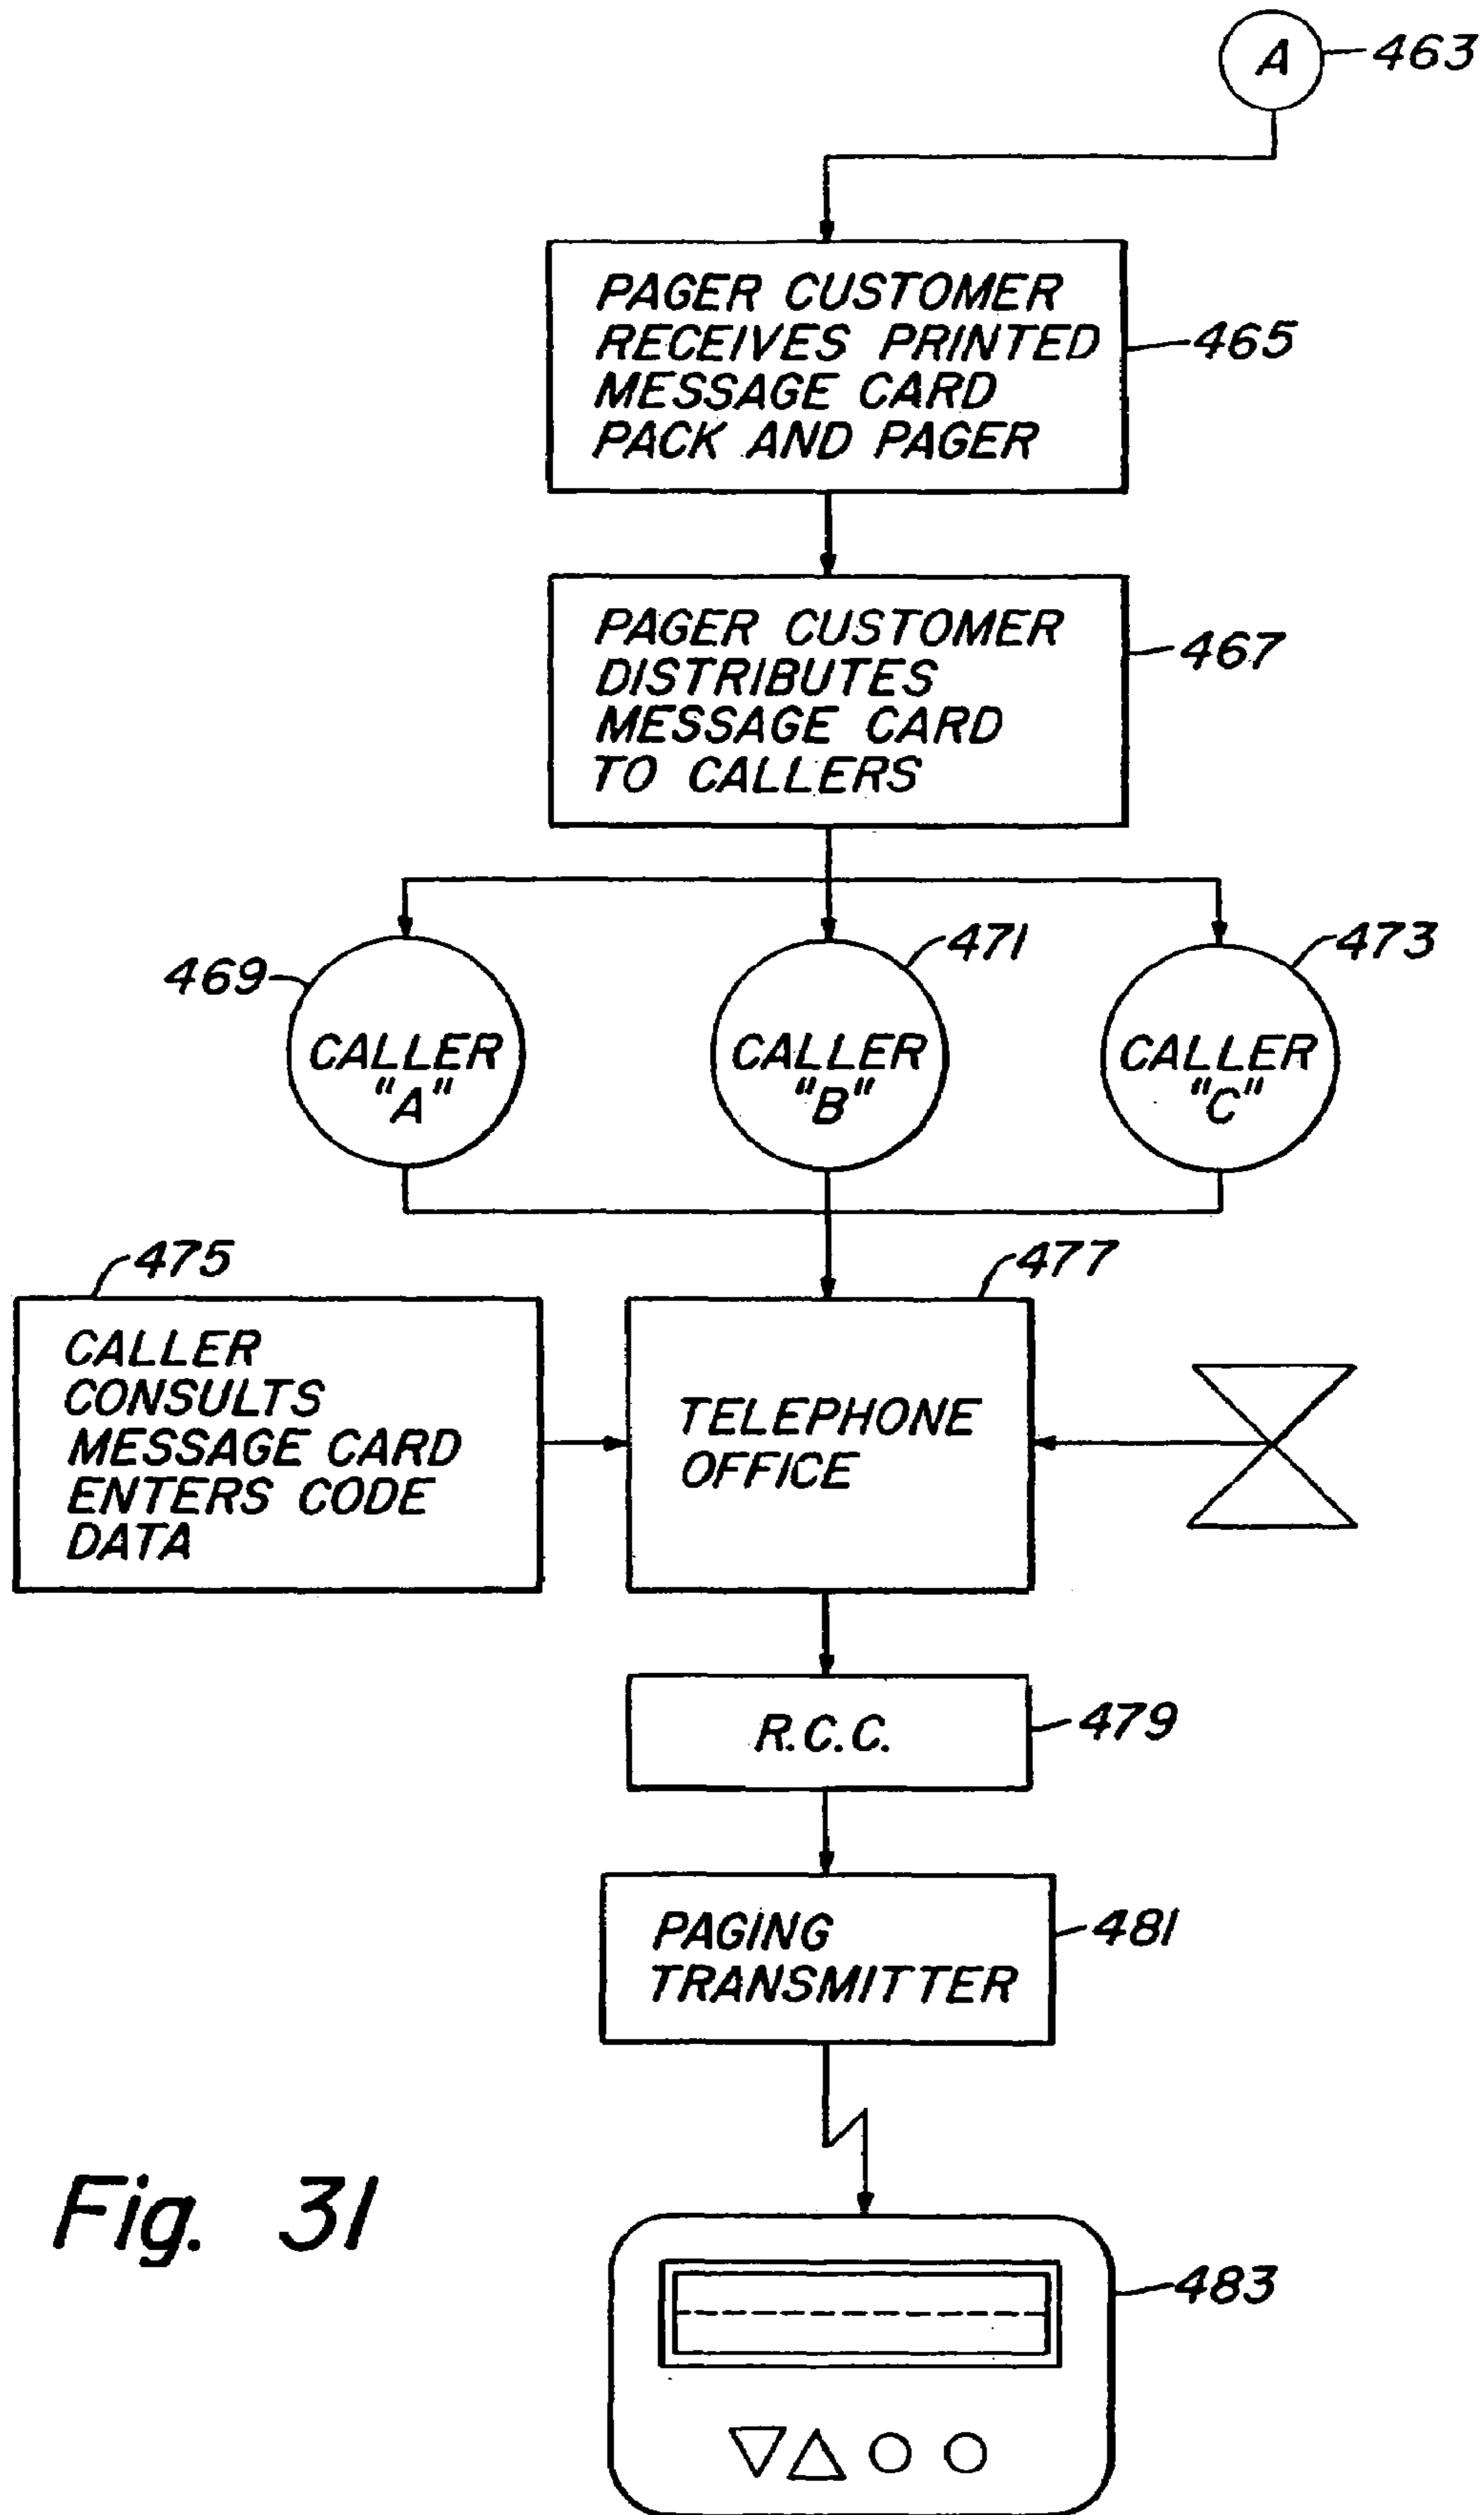 A
463
PAGER CUSTOMER
RECEIVES PRINTED
MESSAGE CARD
PACK AND PAGER
465
PAGER CUSTOMER
DISTRIBUTES
MESSAGE CARD
TO CALLERS
467
469
CALLER
"A"
471
CALLER
"B"
473
CALLER
"C"
475
CALLER
CONSULTS
MESSAGE CARD
ENTERS CODE
DATA
477
TELEPHONE
OFFICE
R.C.C.
479
PAGING
TRANSMITTER
481
483
Fig. 31